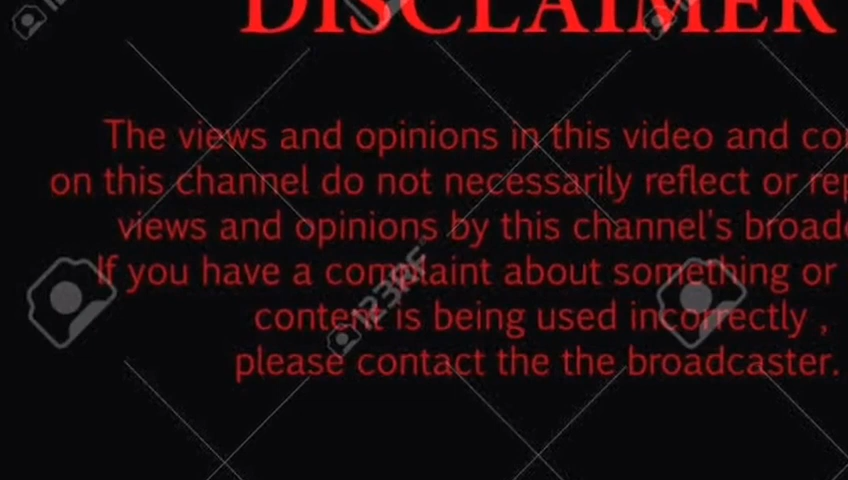 DISCLAIMER
The views and opinions in this video and co
on this channel do not necessarily reflect or rep
views and opinions by this channel's broad
If you have a complaint about something or
content is being used incorrectly ,
please contact the the broadcaster.
123RF